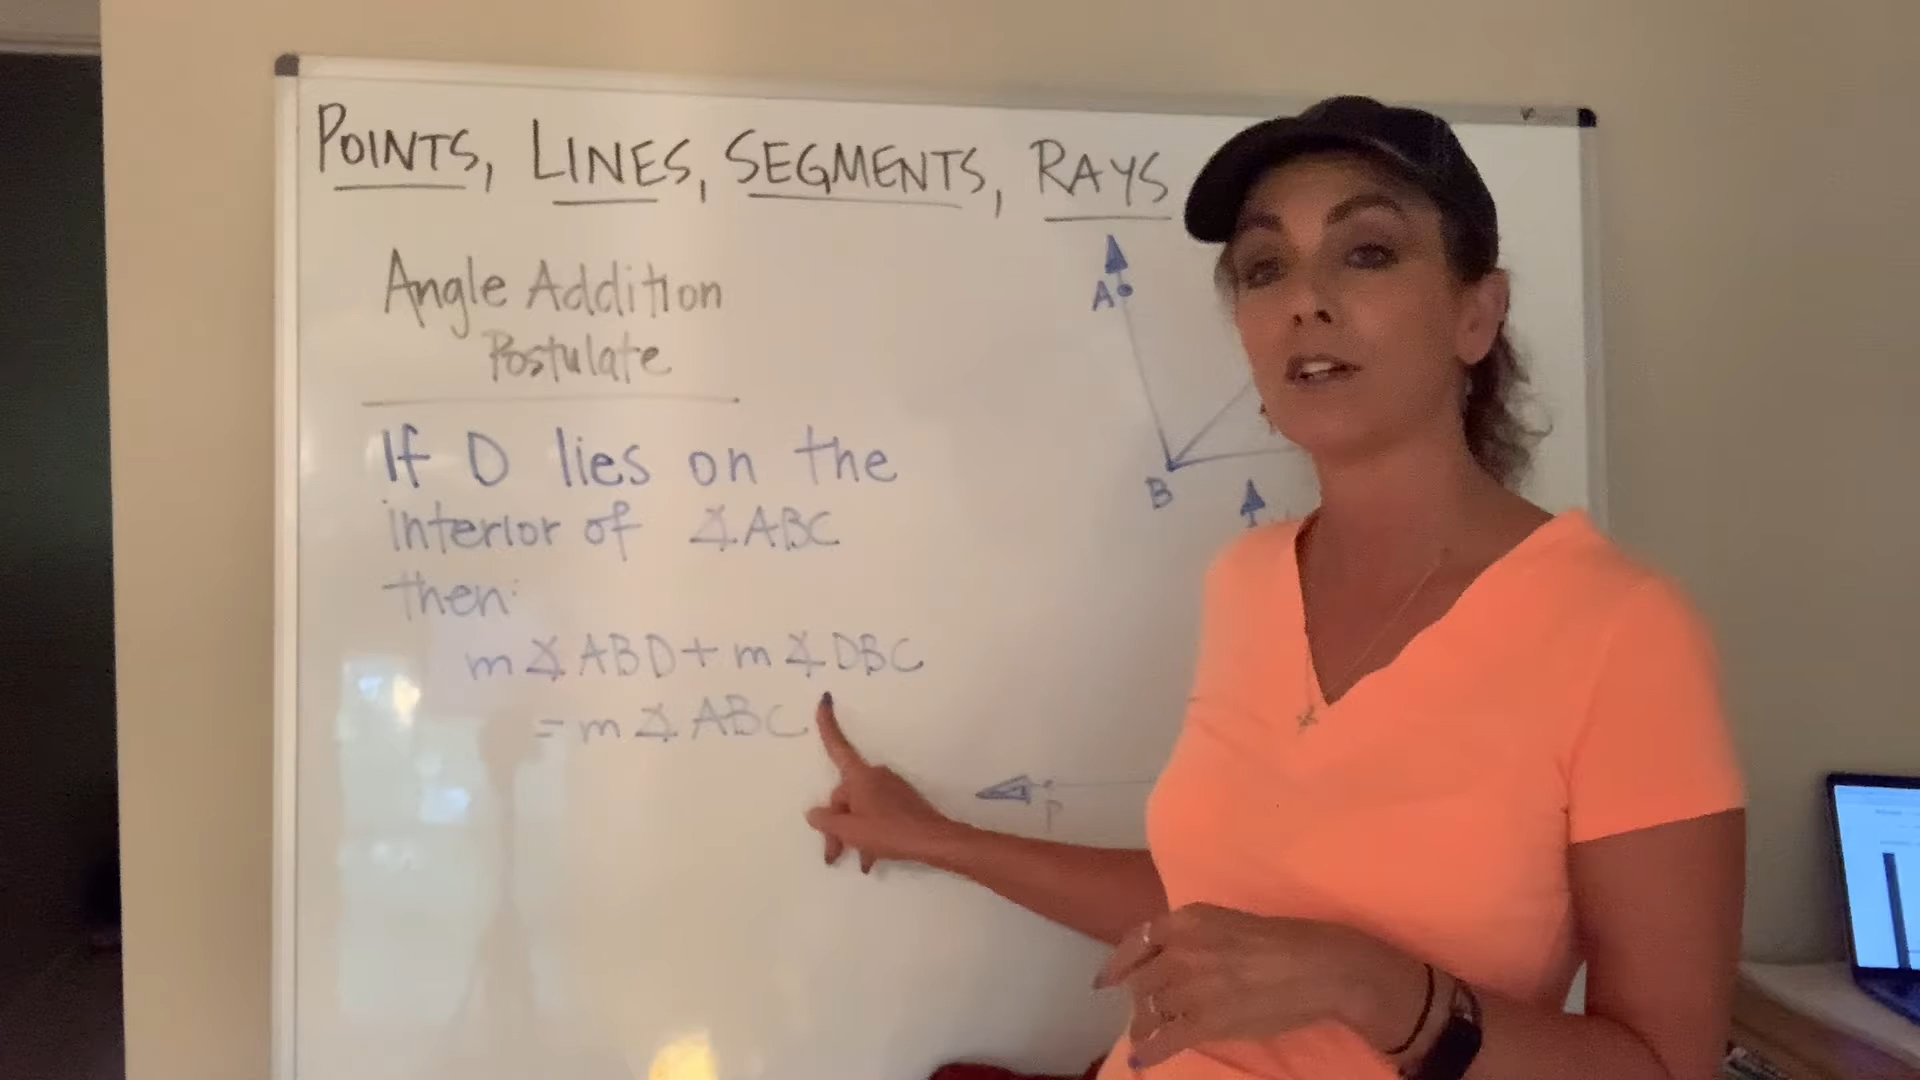 POINTS, LINES, SEGMENTS, RAYS
Angle Addition
Postulate
If D lies on the
interior of ∡ABC
then:
m∡ABD + m∡DBC
= m∡ABC
A
B
P